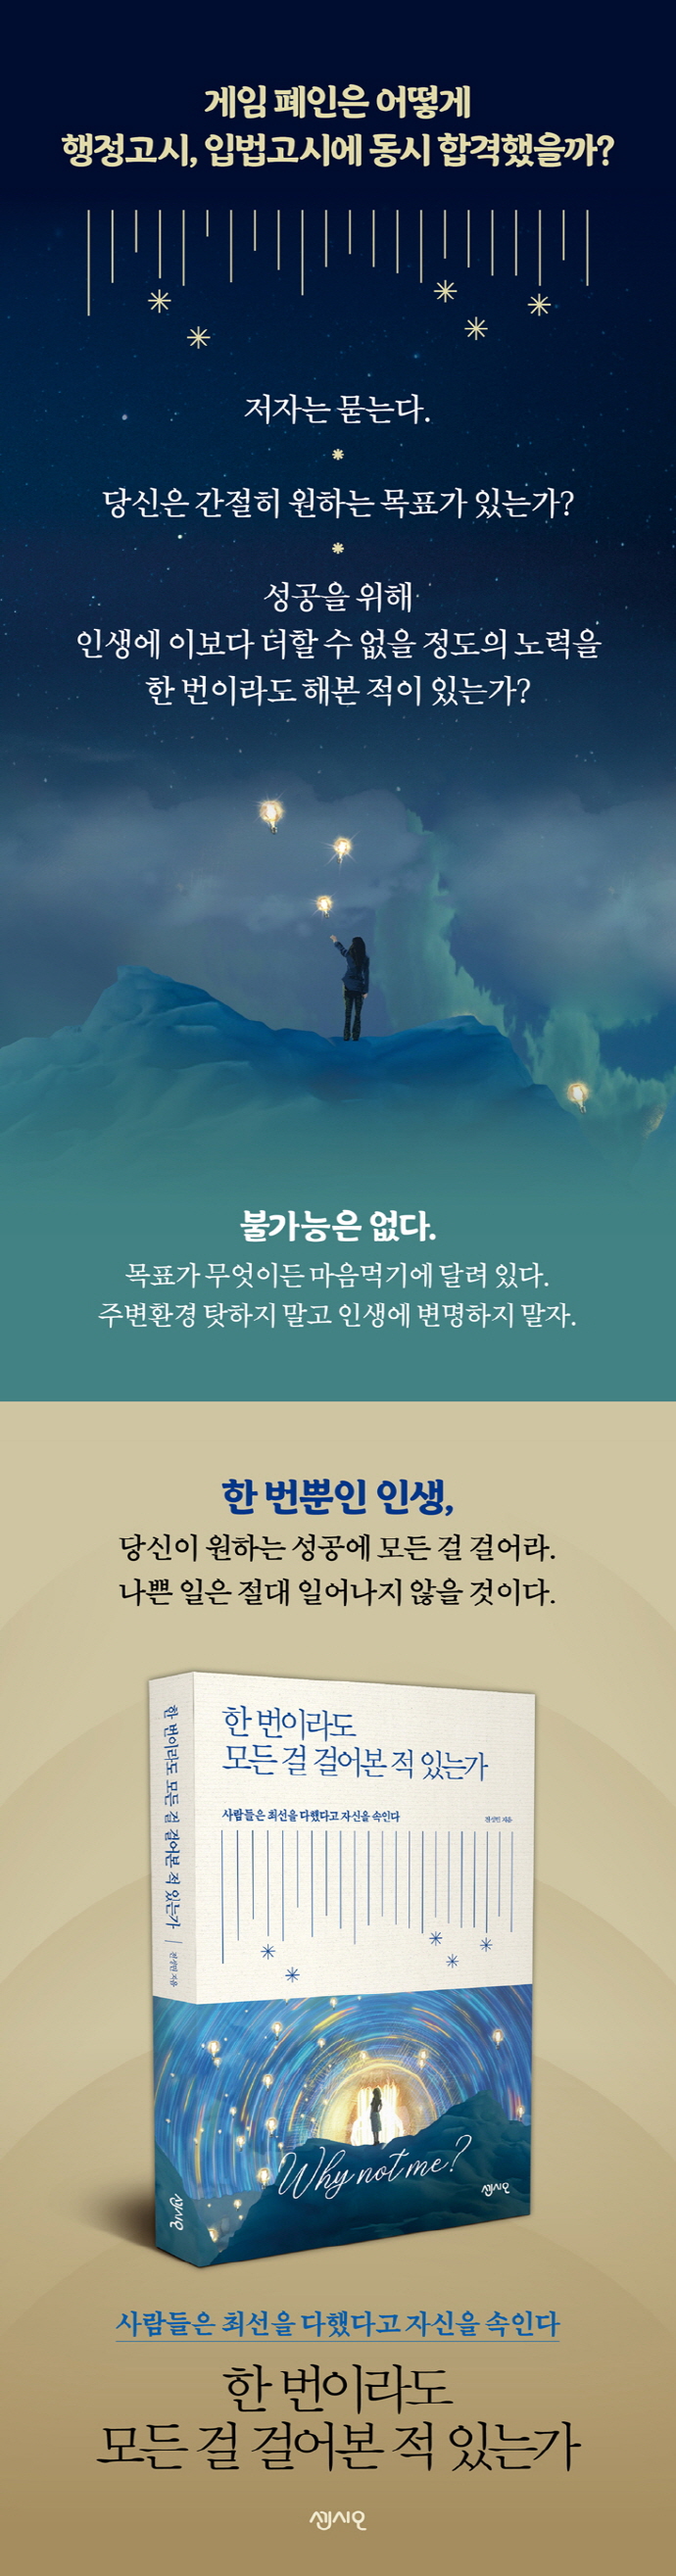 게임 폐인은 어떻게
행정고시, 입법고시에 동시 합격했을까?
저자는 묻는다.
당신은 간절히 원하는 목표가 있는가?
성공을 위해
인생에 이보다 더할 수 없을 정도의 노력을
한 번이라도 해본 적이 있는가?
불가능은 없다.
목표가 무엇이든 마음먹기에 달려 있다.
주변환경 탓하지 말고 인생에 변명하지 말자.
한 번뿐인 인생,
당신이 원하는 성공에 모든 걸 걸어라.
나쁜 일은 절대 일어나지 않을 것이다.
한 번이라도
모든 걸 걸어본 적 있는가
사람들은 최선을 다했다고 자신을 속인다
전성민 지음
한 번이라도 모든 걸 걸어본 적 있는가
전성민 지음
Why not me?
센시오
센시오
사람들은 최선을 다했다고 자신을 속인다
한 번이라도
모든 걸 걸어본 적 있는가
센시오